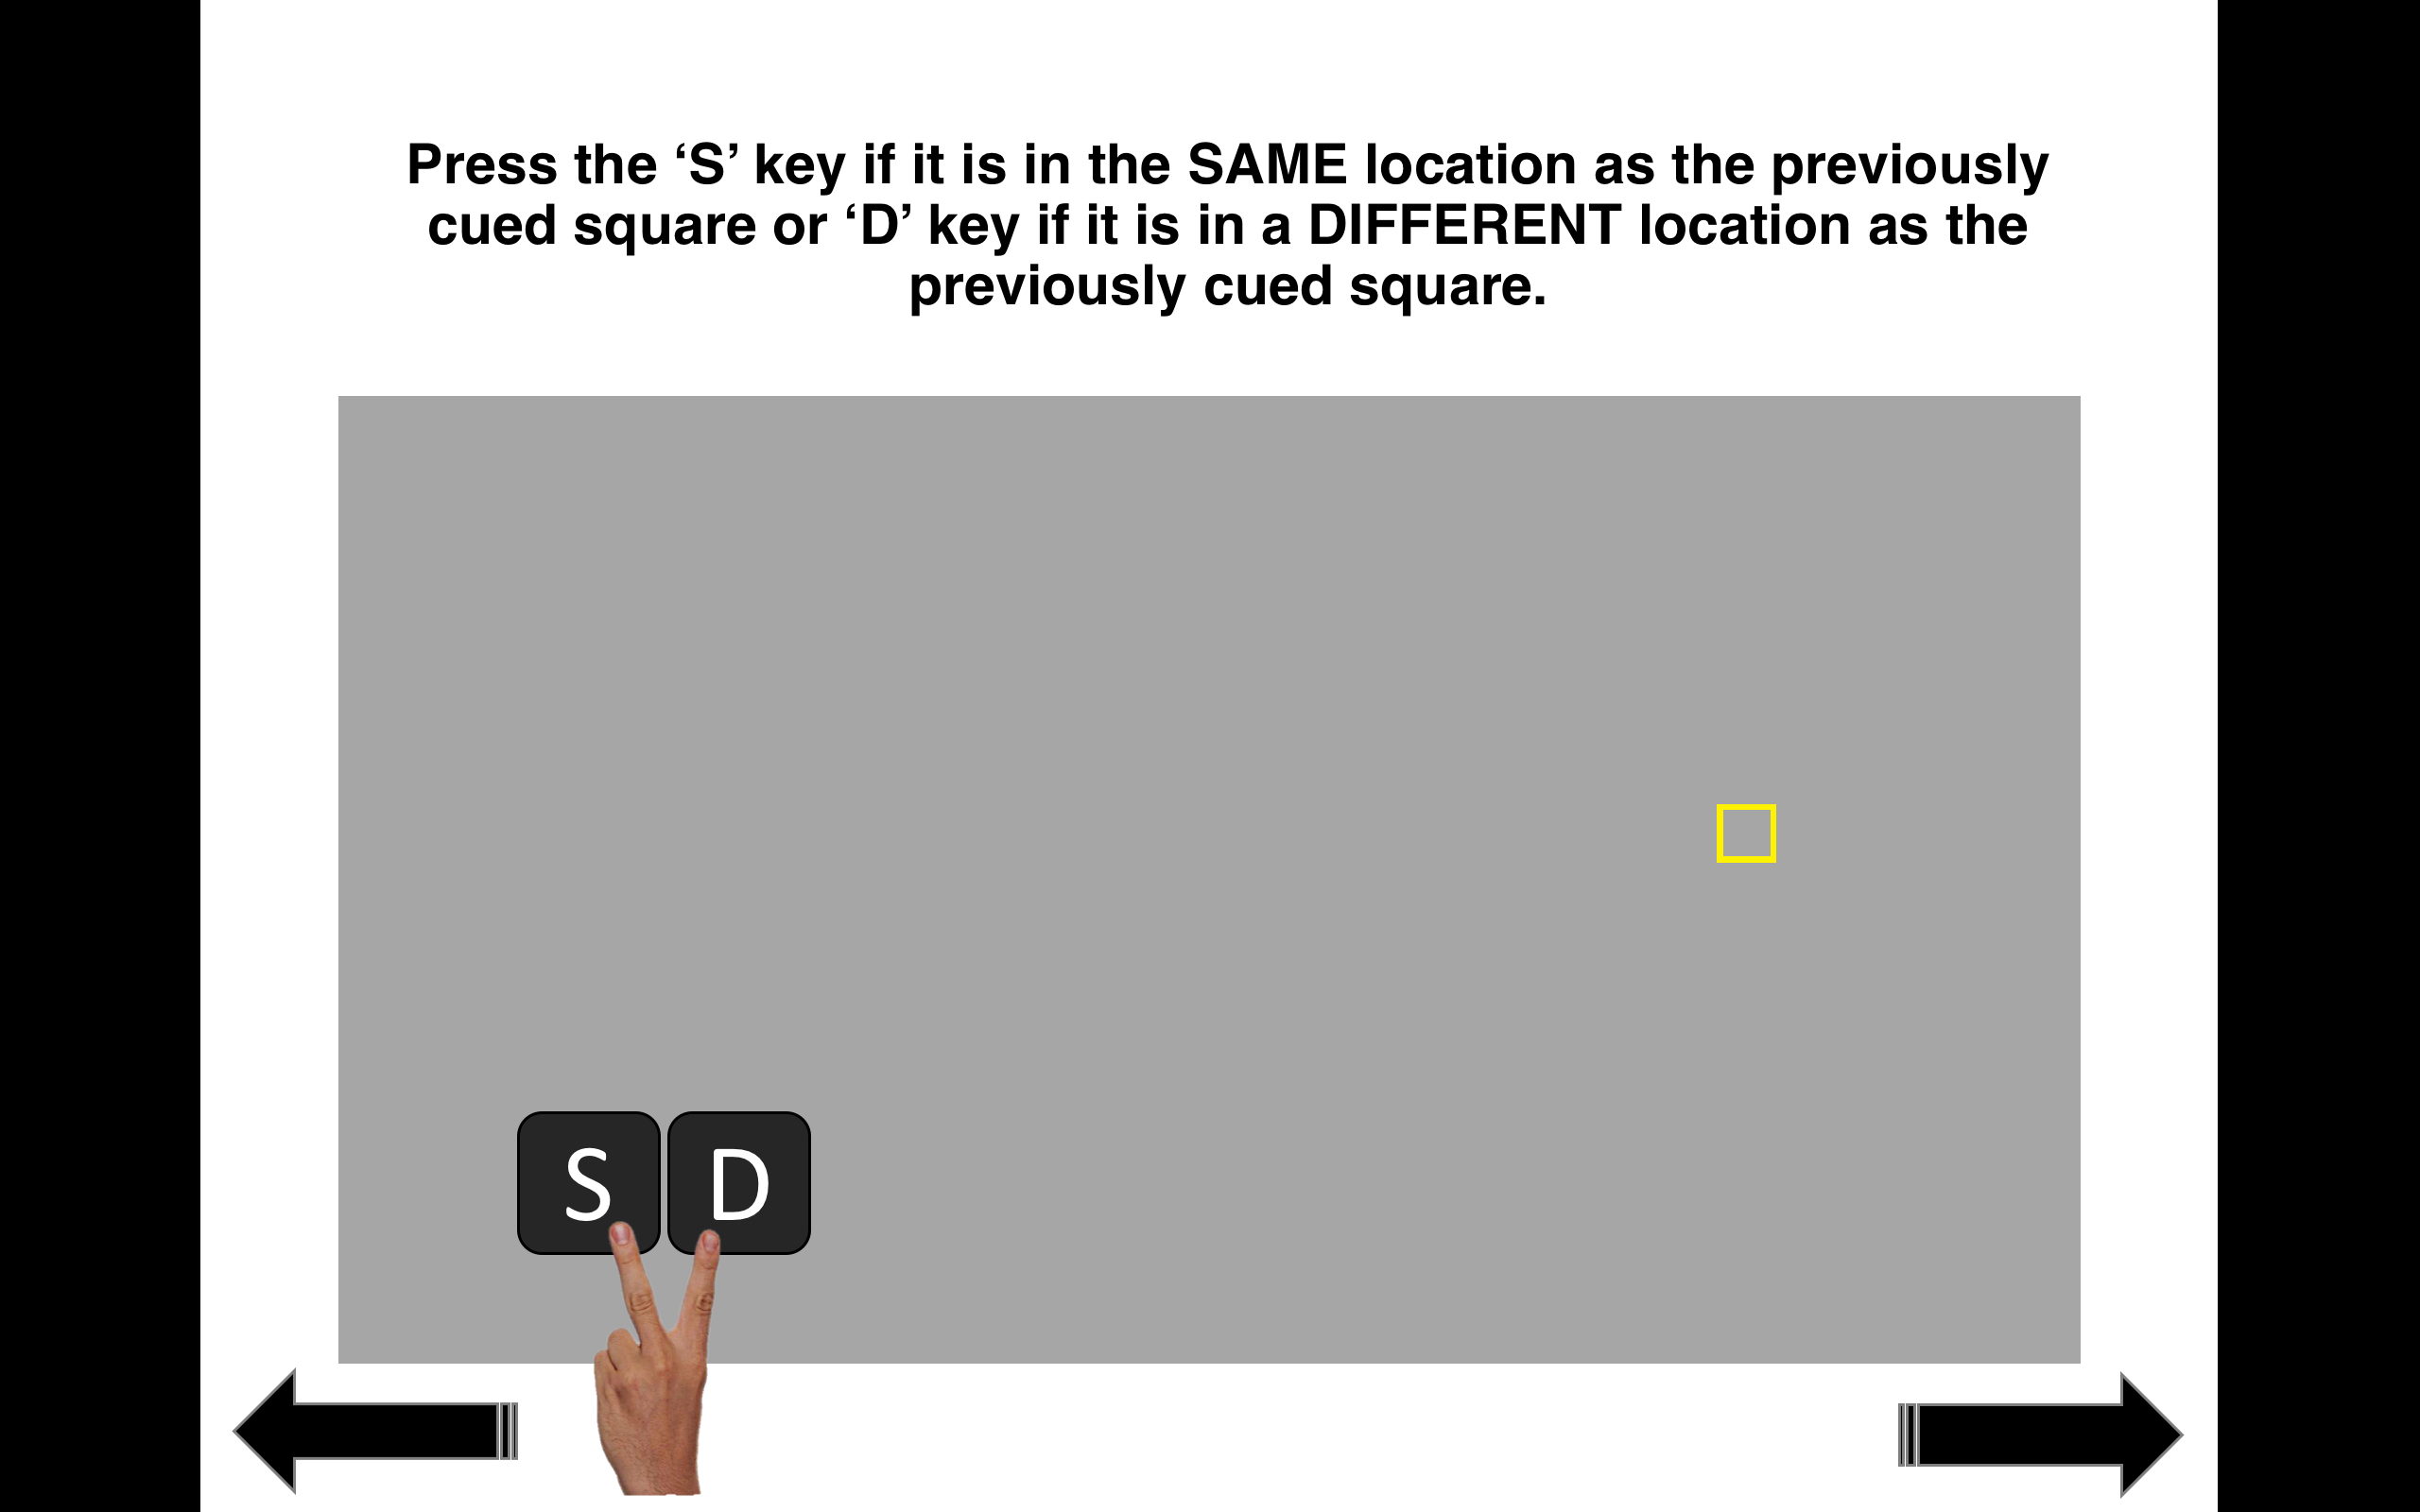 Press the ‘S’ key if it is in the SAME location as the previously
cued square or ‘D’ key if it is in a DIFFERENT location as the
previously cued square.
S D